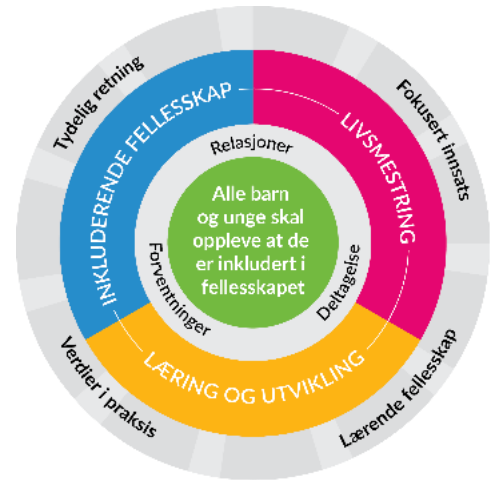 Tydelig retning
Fokusert innsats
INKLUDERENDE FELLESSKAP
LIVSMESTRING
Relasjoner
Alle barn
og unge skal
oppleve at de
er inkludert i
fellesskapet
Forventninger
Deltagelse
LÆRING OG UTVIKLING
Verdier i praksis
Lærende fellesskap